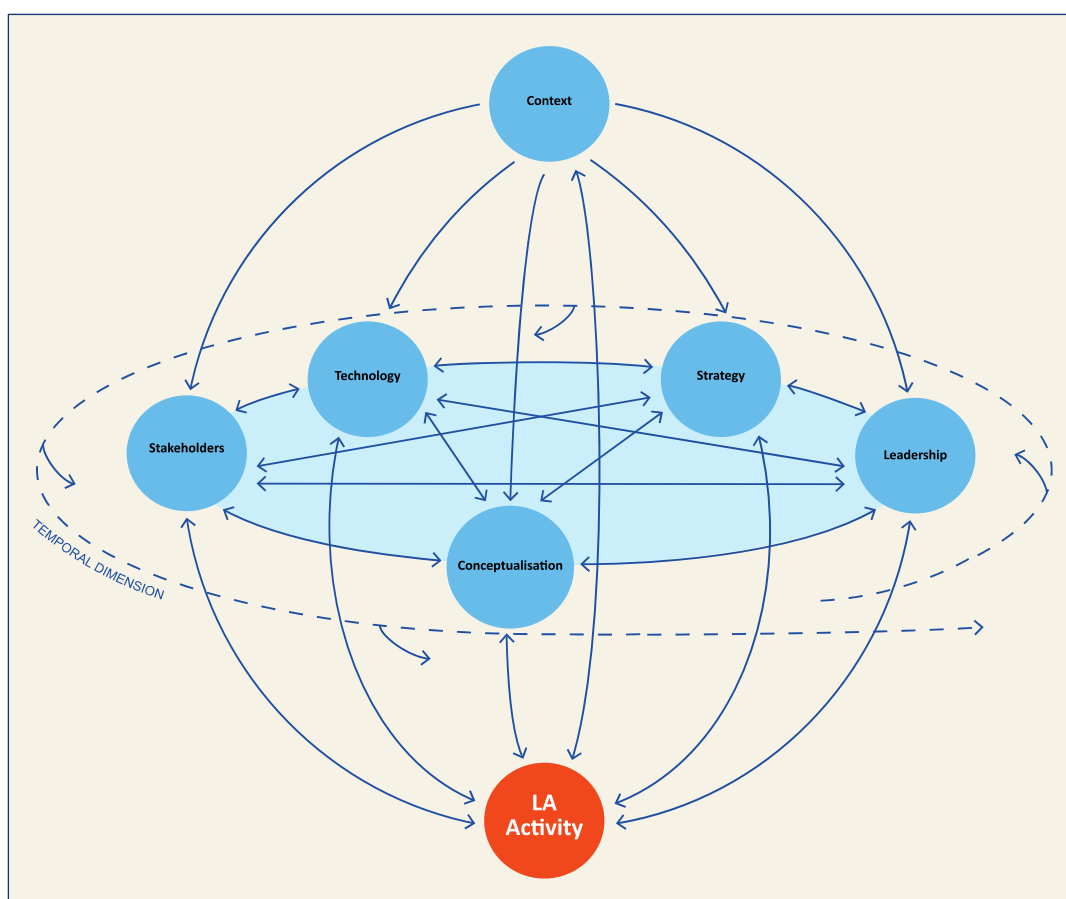 Context
Technology
Strategy
Stakeholders
Leadership
Conceptualisation
TEMPORAL DIMENSION
LA
Activity